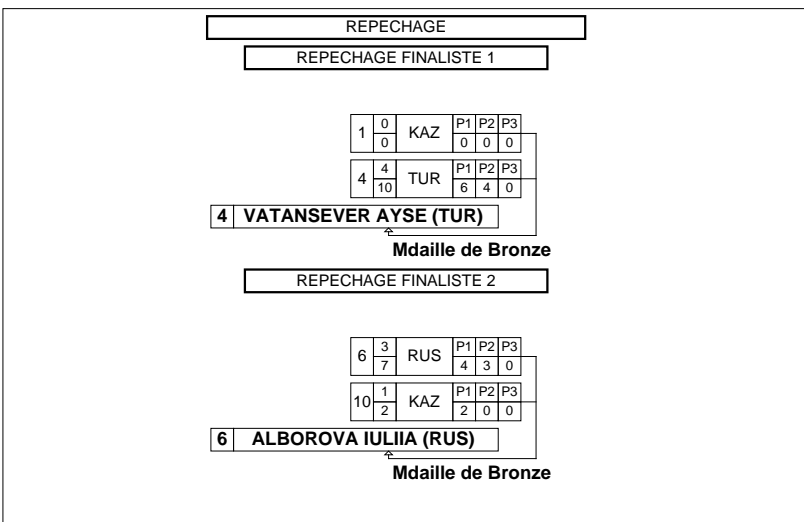 REPECHAGE
REPECHAGE FINALISTE 1
0 P1 P2 P3
1 KAZ
0 0 0 0
4 P1 P2 P3
4 TUR
10 6 4 0
4 VATANSEVER AYSE (TUR)
Mdaille de Bronze
REPECHAGE FINALISTE 2
3 P1 P2 P3
6 RUS
7 4 3 0
1 P1 P2 P3
10 KAZ
2 2 0 0
6 ALBOROVA IULIIA (RUS)
Mdaille de Bronze